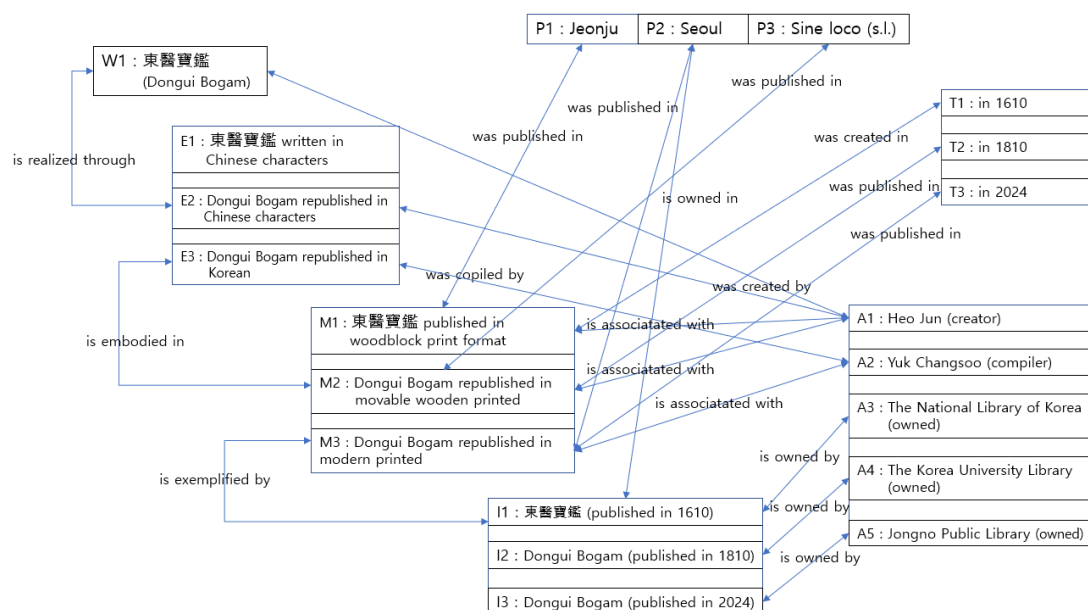 P1 : Jeonju
P2 : Seoul
P3 : Sine loco (s.l.)
W1 : 東醫寶鑑
(Dongui Bogam)
was published in
T1 : in 1610
was published in
was published in
was created in
E1 : 東醫寶鑑 written in
Chinese characters
T2 : in 1810
is realized through
was published in
T3 : in 2024
E2 : Dongui Bogam republished in
Chinese characters
is owned in
was published in
E3 : Dongui Bogam republished in
Korean
was copiled by
was created by
M1 : 東醫寶鑑 published in
woodblock print format
is associatated with
A1 : Heo Jun (creator)
is embodied in
A2 : Yuk Changsoo (compiler)
is associatated with
M2 : Dongui Bogam republished in
movable wooden printed
is associatated with
A3 : The National Library of Korea
(owned)
M3 : Dongui Bogam republished in
modern printed
is owned by
is exemplified by
A4 : The Korea University Library
(owned)
I1 : 東醫寶鑑 (published in 1610)
is owned by
A5 : Jongno Public Library (owned)
I2 : Dongui Bogam (published in 1810)
is owned by
I3 : Dongui Bogam (published in 2024)